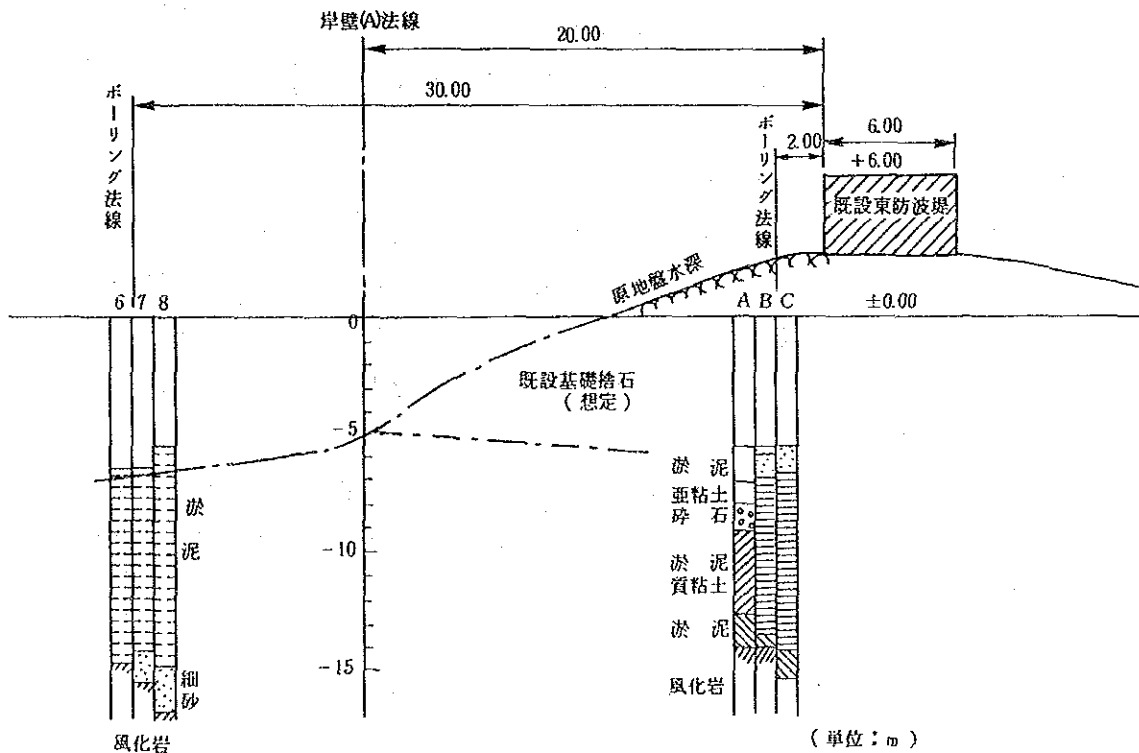 岸壁(A)法線
20.00
30.00
ボーリング法線
ボーリング法線
2.00
6.00
+6.00
既設東防波堤
原地盤水深
6 7 8
A B C
±0.00
0
既設基礎捨石
(想定)
-5
淤泥
亜粘土
砕石
淤泥
-10
淤泥
質粘土
淤泥
-15
細砂
風化岩
風化岩
(単位:m)